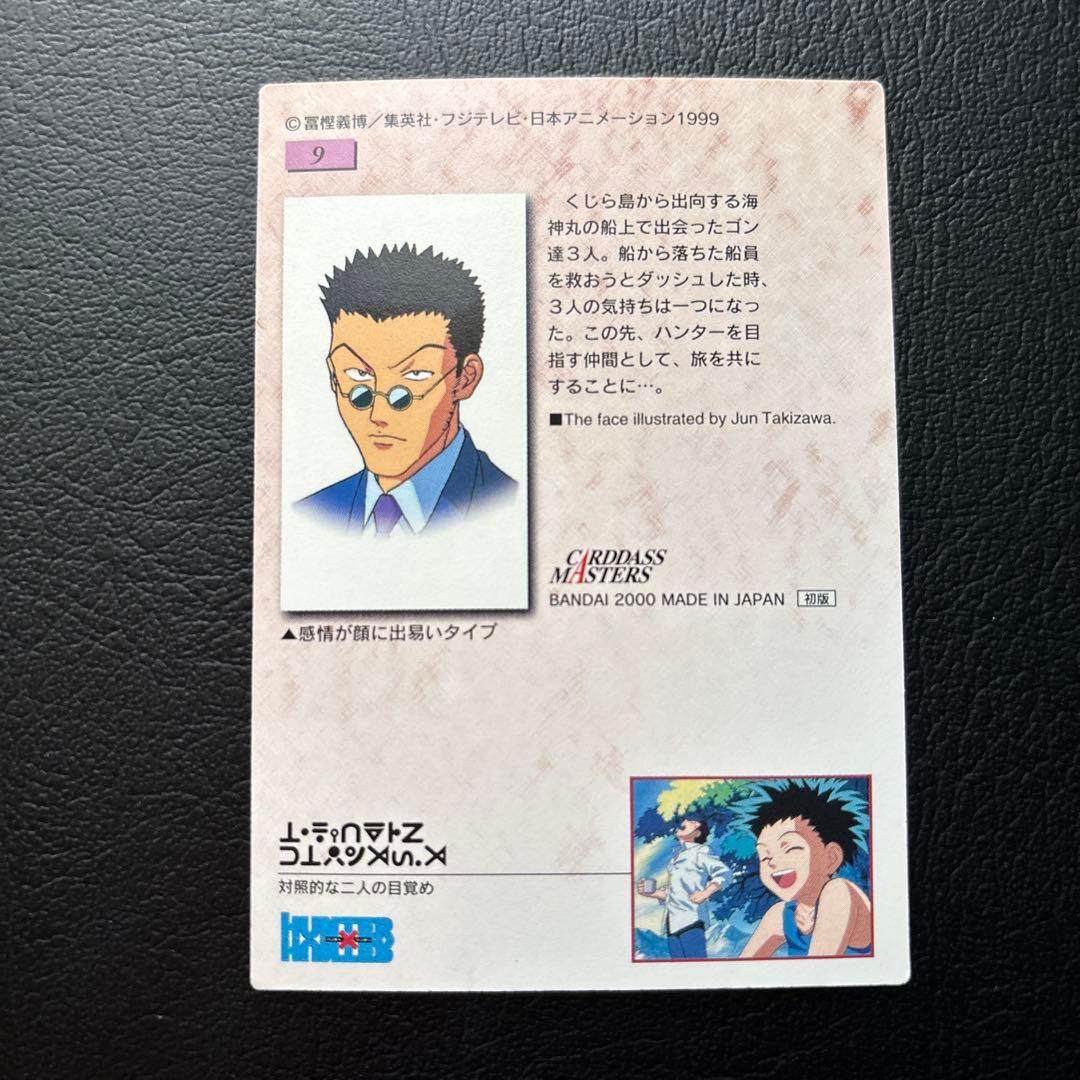 ©冨樫義博／集英社・フジテレビ・日本アニメーション1999
9
くじら島から出向する海
神丸の船上で出会ったゴン
達３人。船から落ちた船員
を救おうとダッシュした時、
３人の気持ちは一つになっ
た。この先、ハンターを目
指す仲間として、旅を共に
することに…。
■The face illustrated by Jun Takizawa.
CARDDASS
MASTERS
BANDAI 2000 MADE IN JAPAN 初版
▲感情が顔に出易いタイプ
対照的な二人の目覚め
HUNTER
×
HUNTER